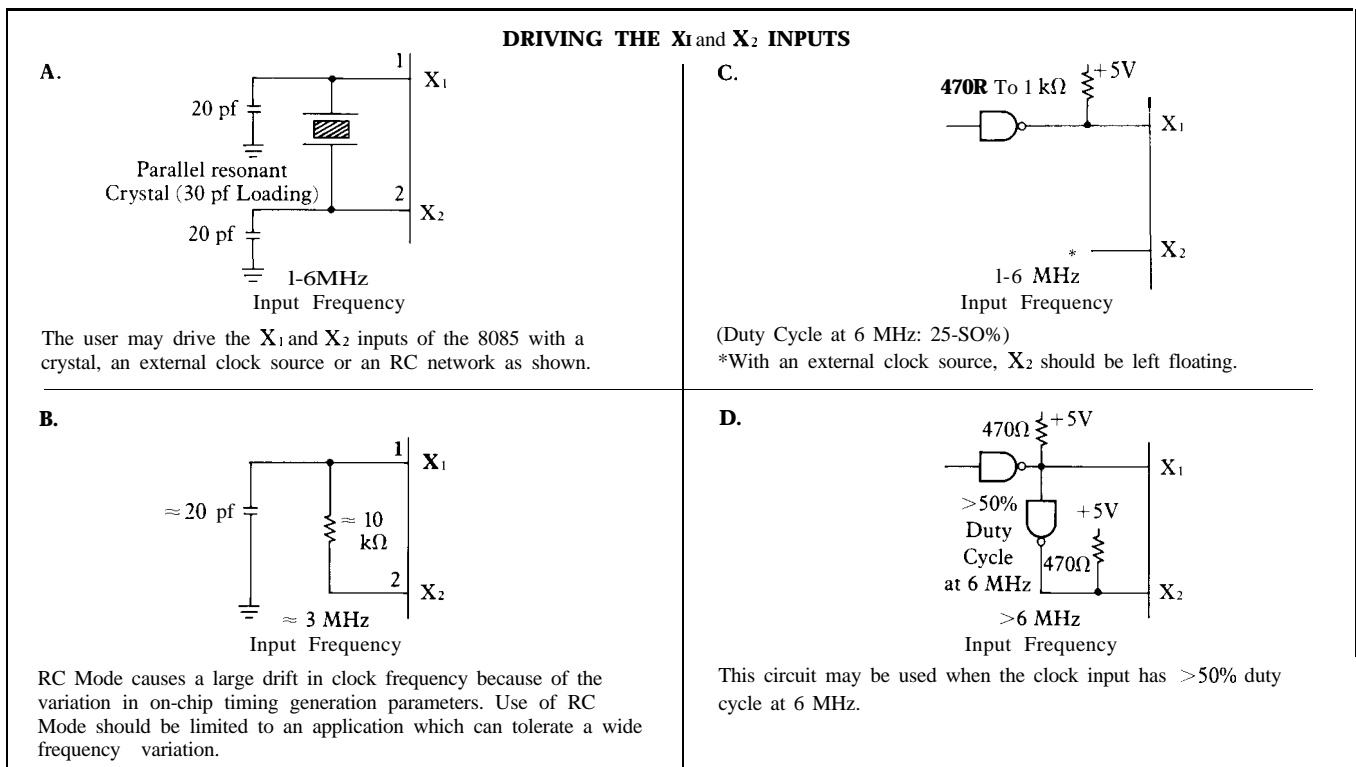 DRIVING THE X1 and X2 INPUTS
A.
1
X1
20 pf
Parallel resonant
Crystal (30 pf Loading)
2
X2
20 pf
l-6MHz
Input Frequency
The user may drive the X1 and X2 inputs of the 8085 with a
crystal, an external clock source or an RC network as shown.
C.
+5V
470R To 1 kΩ
X1
X2
*
l-6 MHz
Input Frequency
(Duty Cycle at 6 MHz: 25-SO%)
*With an external clock source, X2 should be left floating.
B.
1
X1
≈20 pf
≈ 10
kΩ
2
X2
≈ 3 MHz
Input Frequency
RC Mode causes a large drift in clock frequency because of the
variation in on-chip timing generation parameters. Use of RC
Mode should be limited to an application which can tolerate a wide
frequency variation.
D.
470Ω
+5V
X1
>50%
Duty
Cycle
at 6 MHz
+5V
470Ω
X2
>6 MHz
Input Frequency
This circuit may be used when the clock input has >50% duty
cycle at 6 MHz.